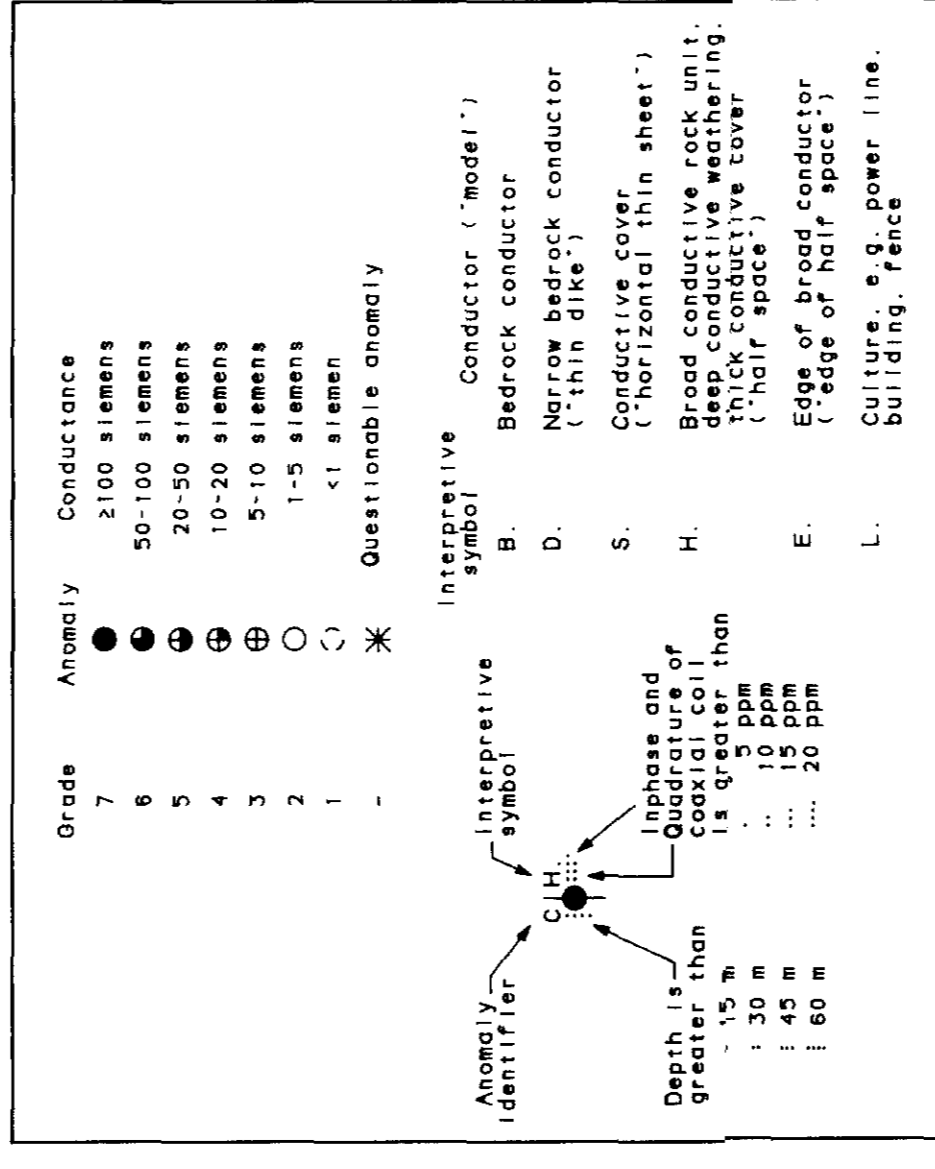 Grade Anomaly Conductance
7 ≥100 siemens
6 50-100 siemens
5 20-50 siemens
4 10-20 siemens
3 5-10 siemens
2 1-5 siemens
1 <1 siemen
- Questionable anomaly
Anomaly
Identifier
Interpretive
symbol
C H.
Depth is
greater than
15 m
30 m
45 m
60 m
Inphase and
Quadrature of
coaxial coil
is greater than
. 5 ppm
.. 10 ppm
... 15 ppm
.... 20 ppm
Interpretive
symbol Conductor ("model")
B. Bedrock conductor
D. Narrow bedrock conductor
("thin dike")
S. Conductive cover
("horizontal thin sheet")
H. Broad conductive rock unit,
deep conductive weathering,
thick conductive cover
("half space")
E. Edge of broad conductor
("edge of half space")
L. Culture, e.g. power line,
building, fence